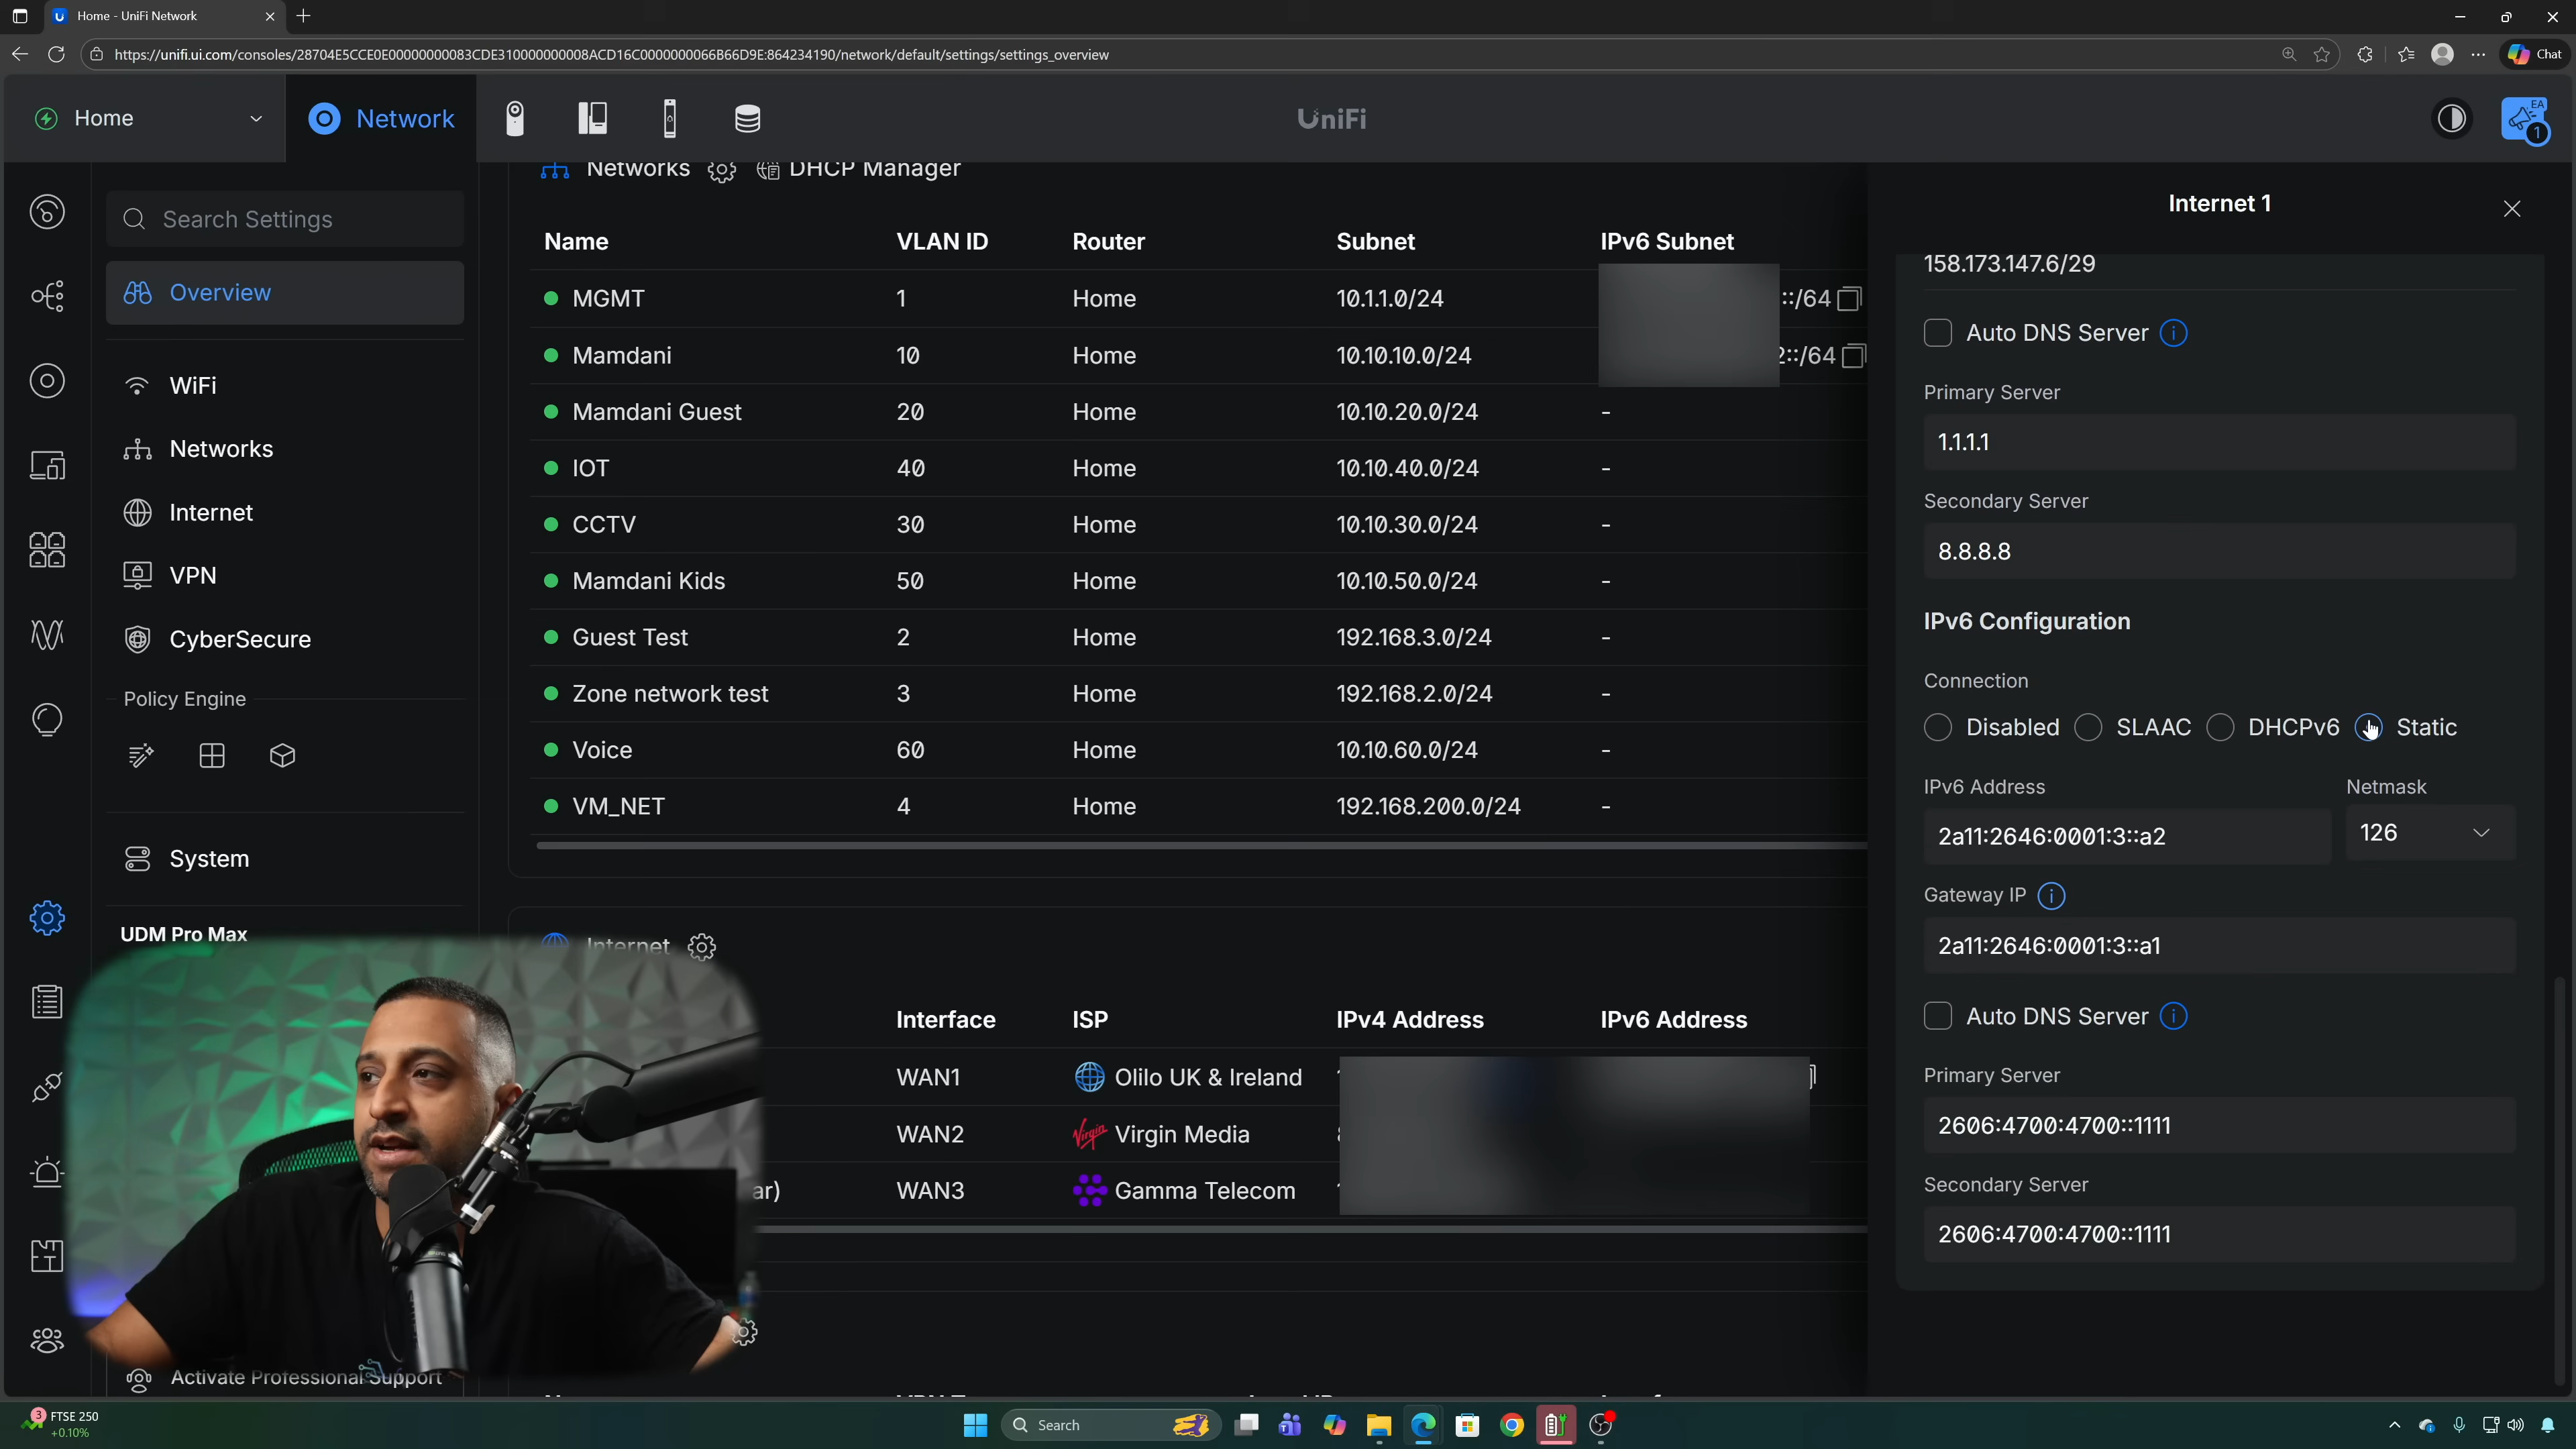 Home - UniFi Network
https://unifi.ui.com/consoles/28704E5CCE0E00000000083CDE310000000008ACD16C0000000066B66D9E:864234190/network/default/settings/settings_overview
Chat
Home
Network
UniFi
EA
1
Search Settings
Overview
WiFi
Networks
Internet
VPN
CyberSecure
Policy Engine
System
UDM Pro Max
Activate Professional Support
Networks
DHCP Manager
Name VLAN ID Router Subnet IPv6 Subnet
MGMT 1 Home 10.1.1.0/24 ::/64
Mamdani 10 Home 10.10.10.0/24 2::/64
Mamdani Guest 20 Home 10.10.20.0/24 -
IOT 40 Home 10.10.40.0/24 -
CCTV 30 Home 10.10.30.0/24 -
Mamdani Kids 50 Home 10.10.50.0/24 -
Guest Test 2 Home 192.168.3.0/24 -
Zone network test 3 Home 192.168.2.0/24 -
Voice 60 Home 10.10.60.0/24 -
VM_NET 4 Home 192.168.200.0/24 -
Internet
Interface ISP IPv4 Address IPv6 Address
WAN1 Olilo UK & Ireland
WAN2 Virgin Virgin Media
ar) WAN3 Gamma Telecom
Internet 1
158.173.147.6/29
Auto DNS Server
Primary Server
1.1.1.1
Secondary Server
8.8.8.8
IPv6 Configuration
Connection
Disabled SLAAC DHCPv6 Static
IPv6 Address Netmask
2a11:2646:0001:3::a2 126
Gateway IP
2a11:2646:0001:3::a1
Auto DNS Server
Primary Server
2606:4700:4700::1111
Secondary Server
2606:4700:4700::1111
3
FTSE 250
+0.10%
Search